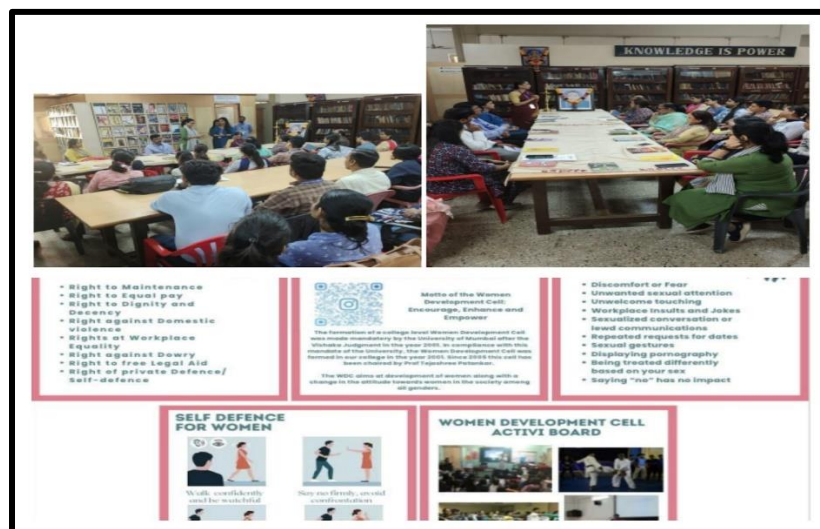 KNOWLEDGE IS POWER
• Right to Maintenance
• Right to Equal pay
• Right to Dignity and
Decency
• Right against Domestic
violence
• Rights at Workplace
Equality
• Right against Dowry
• Right to free Legal Aid
• Right of private Defence/
Self-defence
Motto of the Women
Development Cell:
Encourage, Enhance and
Empower
The formation of a college level Women Development Cell
was made mandatory by the University of Mumbai after the
Vishaka Judgment in the year
In compliance with this
mandate of the University, the Women Development Cell was
formed in our college in the year
Since
this cell has
been chaired by Prof
The WDC aims at development of women along with a
change in the attitude towards women in the society among
all genders.
• Discomfort or Fear
• Unwanted sexual attention
• Unwelcome touching
• Workplace Insults and Jokes
• Sexualized conversation or
lewd communications
• Repeated requests for dates
• Sexual gestures
• Displaying pornography
• Being treated differently
based on your sex
• Saying "no" has no impact
SELF DEFENCE
FOR WOMEN
Walk confidently
and be watchful
Say no firmly, avoid
confrontation
WOMEN DEVELOPMENT CELL
ACTIVI BOARD